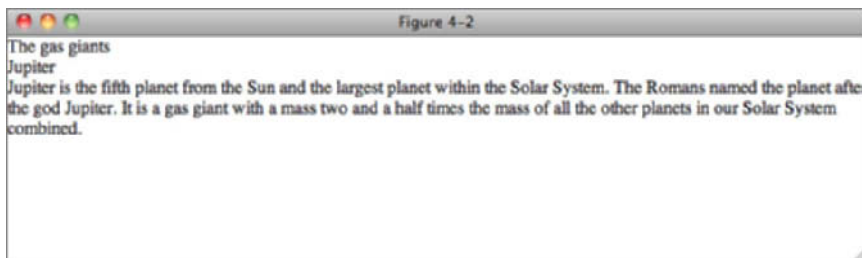 Figure 4-2
The gas giants
Jupiter
Jupiter is the fifth planet from the Sun and the largest planet within the Solar System. The Romans named the planet afte
the god Jupiter. It is a gas giant with a mass two and a half times the mass of all the other planets in our Solar System
combined.